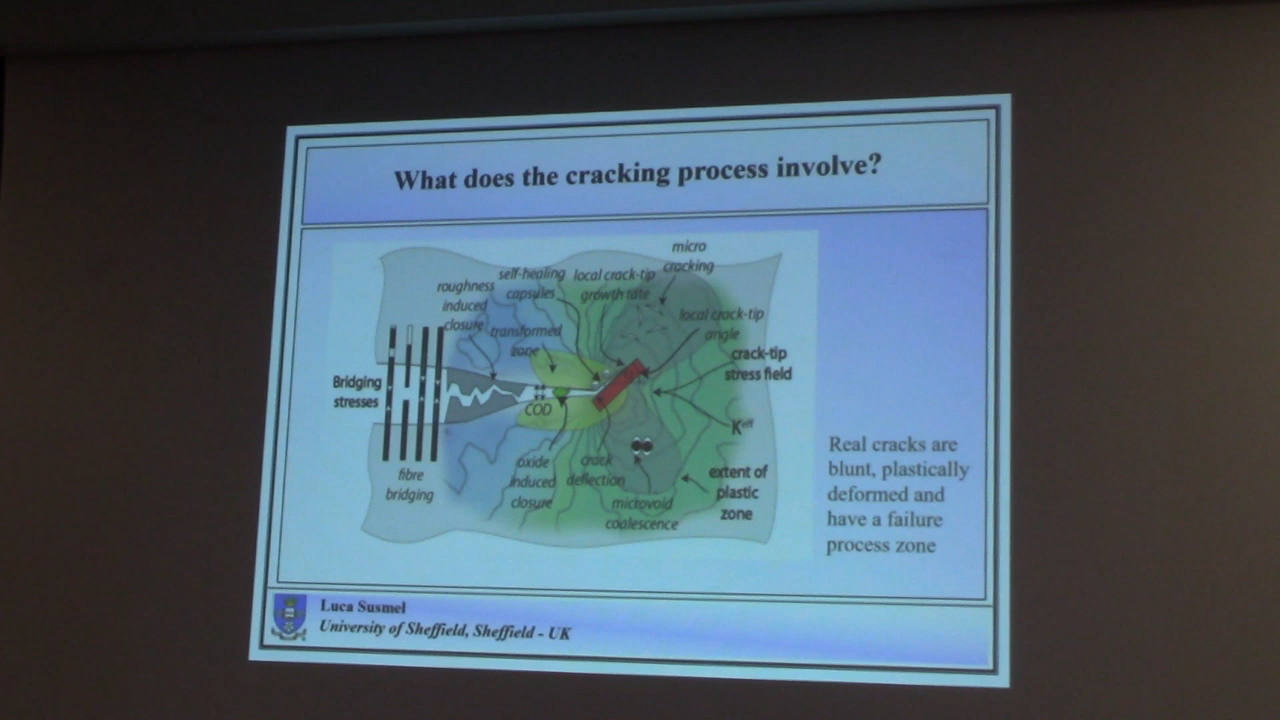 What does the cracking process involve?
micro
cracking
self-healing
capsules
local crack-tip
growth rate
roughness
induced
closure
transformed
zone
local crack-tip
angle
crack-tip
stress field
Bridging
stresses
COD
Keff
fibre
bridging
oxide
induced
closure
crack
deflection
microvoid
coalescence
extent of
plastic
zone
Real cracks are
blunt, plastically
deformed and
have a failure
process zone
Luca Susmel
University of Sheffield, Sheffield - UK